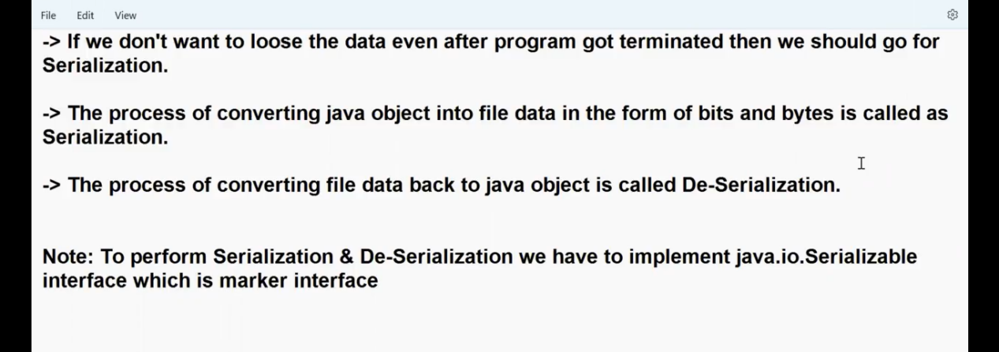 File Edit View
-> If we don't want to loose the data even after program got terminated then we should go for
Serialization.
-> The process of converting java object into file data in the form of bits and bytes is called as
Serialization.
-> The process of converting file data back to java object is called De-Serialization.
Note: To perform Serialization & De-Serialization we have to implement java.io.Serializable
interface which is marker interface